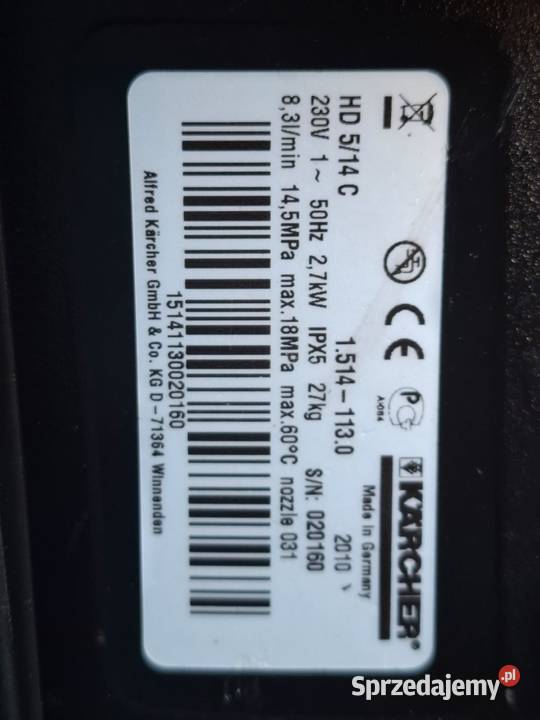 KÄRCHER®
Made in Germany
HD 5/14 C 1.514-113.0 2010
230V 1~ 50Hz 2,7kW IPX5 27kg S/N: 020160
8,3l/min 14,5MPa max.18MPa max.60°C nozzle 031
15141130020160
Alfred Kärcher GmbH & Co. KG D-71364 Winnenden
CE
Sprzedajemy.pl